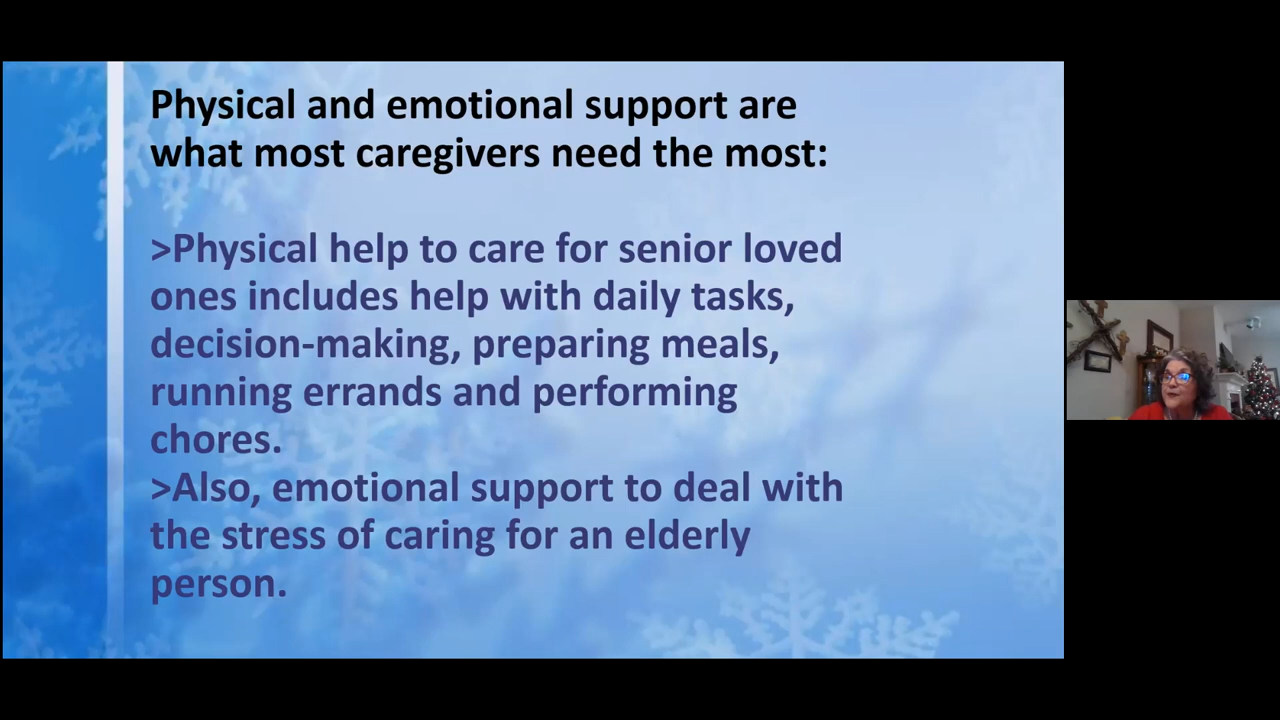 Physical and emotional support are
what most caregivers need the most:
>Physical help to care for senior loved
ones includes help with daily tasks,
decision-making, preparing meals,
running errands and performing
chores.
>Also, emotional support to deal with
the stress of caring for an elderly
person.